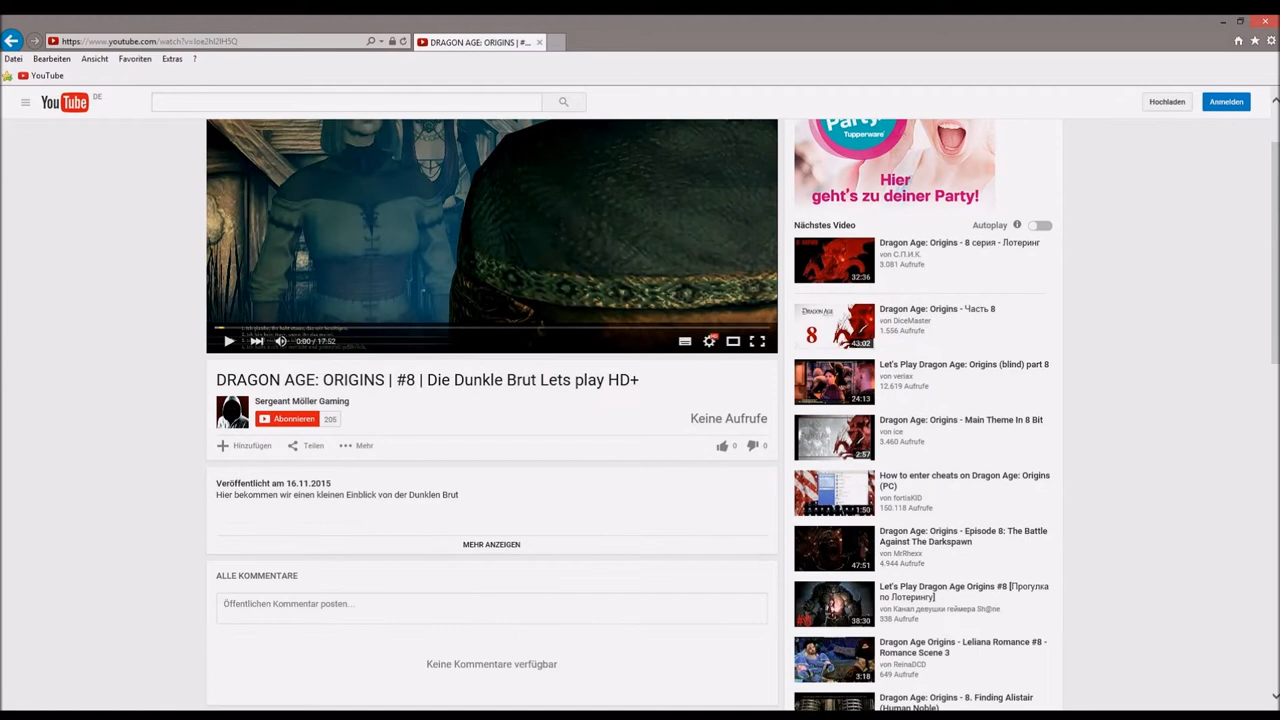 https://www.youtube.com/watch?v=
DRAGON AGE: ORIGINS | #...
Datei Bearbeiten Ansicht Favoriten Extras ?
YouTube
YouTube DE
Hochladen Anmelden
Party
Tupperware
Hier
geht's zu deiner Party!
0:00 / 17:52
DRAGON AGE: ORIGINS | #8 | Die Dunkle Brut Lets play HD+
Sergeant Möller Gaming
Abonnieren 205
Keine Aufrufe
Hinzufügen Teilen Mehr
0 0
Veröffentlicht am 16.11.2015
Hier bekommen wir einen kleinen Einblick von der Dunklen Brut
MEHR ANZEIGEN
ALLE KOMMENTARE
Öffentlichen Kommentar posten...
Keine Kommentare verfügbar
Nächstes Video Autoplay
Dragon Age: Origins - 8 серия - Лотеринг
von С.П.И.К.
3.081 Aufrufe
32:36
Dragon Age: Origins - Часть 8
von DiceMaster
1.556 Aufrufe
DRAGON AGE
8
43:02
Let's Play Dragon Age: Origins (blind) part 8
von veriax
12.619 Aufrufe
24:13
Dragon Age: Origins - Main Theme In 8 Bit
von ice
3.460 Aufrufe
2:57
How to enter cheats on Dragon Age: Origins
(PC)
von fortisKID
150.118 Aufrufe
1:50
Dragon Age: Origins - Episode 8: The Battle
Against The Darkspawn
von MrRhexx
4.944 Aufrufe
47:51
Let's Play Dragon Age Origins #8 [Прогулка
по Лотерингу]
von Канал девушки геймера Sh@ne
338 Aufrufe
#8
38:30
Dragon Age Origins - Leliana Romance #8 -
Romance Scene 3
von ReinaDCD
649 Aufrufe
3:18
Dragon Age: Origins - 8. Finding Alistair
(Human Noble)